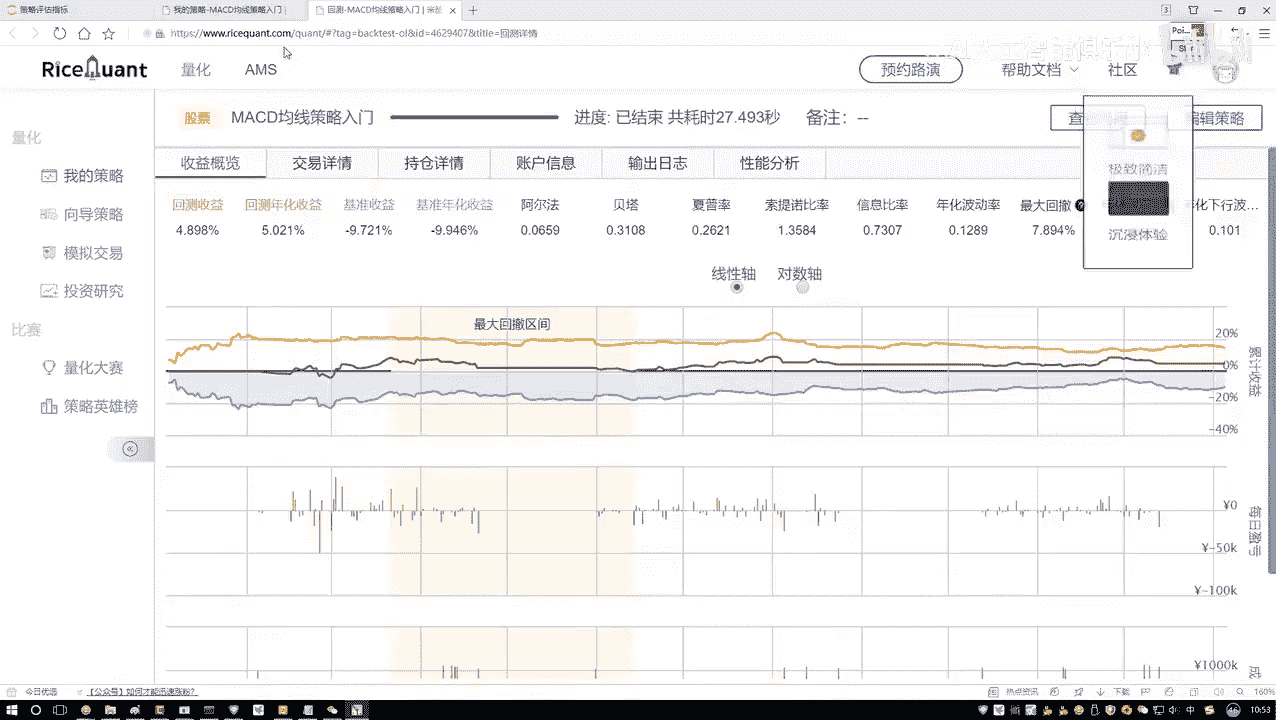 策略评估指标
我的策略-MACD均线策略入门
回测-MACD均线策略入门 | 米
https://www.ricequant.com/quant/#?tag=backtest-ol&id=4629407&title=回测详情
RiceQuant
量化
AMS
预约路演
帮助文档
社区
量化
我的策略
向导策略
模拟交易
投资研究
比赛
量化大赛
策略英雄榜
股票
MACD均线策略入门
进度: 已结束 共耗时27.493秒
备注: --
编辑策略
极致简洁
沉浸体验
收益概览
交易详情
持仓详情
账户信息
输出日志
性能分析
回测收益 回测年化收益 基准收益 基准年化收益 阿尔法 贝塔 夏普率 索提诺比率 信息比率 年化波动率 最大回撤 化下行波...
4.898% 5.021% -9.721% -9.946% 0.0659 0.3108 0.2621 1.3584 0.7307 0.1289 7.894% 0.101
线性轴 对数轴
最大回撤区间
20%
0%
-20%
-40%
累计收益
¥0
¥-50k
¥-100k
每日盈亏
¥1000k
成
今日优选
【公众号】如何才能迅速涨粉？
热点资讯
下载
160%
中
10:53